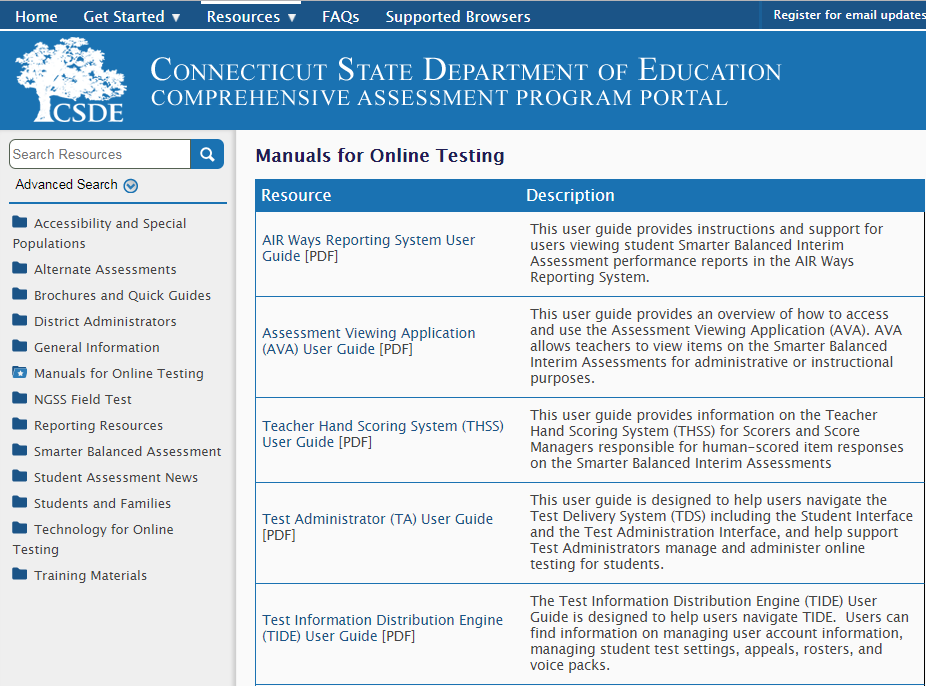 Home Get Started ▼ Resources ▼ FAQs Supported Browsers Register for email updates
CSDE
CONNECTICUT STATE DEPARTMENT OF EDUCATION
COMPREHENSIVE ASSESSMENT PROGRAM PORTAL
Search Resources
Advanced Search
Accessibility and Special
Populations
Alternate Assessments
Brochures and Quick Guides
District Administrators
General Information
Manuals for Online Testing
NGSS Field Test
Reporting Resources
Smarter Balanced Assessment
Student Assessment News
Students and Families
Technology for Online
Testing
Training Materials
Manuals for Online Testing
Resource Description
AIR Ways Reporting System User
Guide [PDF]
This user guide provides instructions and support for
users viewing student Smarter Balanced Interim
Assessment performance reports in the AIR Ways
Reporting System.
Assessment Viewing Application
(AVA) User Guide [PDF]
This user guide provides an overview of how to access
and use the Assessment Viewing Application (AVA). AVA
allows teachers to view items on the Smarter Balanced
Interim Assessments for administrative or instructional
purposes.
Teacher Hand Scoring System (THSS)
User Guide [PDF]
This user guide provides information on the Teacher
Hand Scoring System (THSS) for Scorers and Score
Managers responsible for human-scored item responses
on the Smarter Balanced Interim Assessments
Test Administrator (TA) User Guide
[PDF]
This user guide is designed to help users navigate the
Test Delivery System (TDS) including the Student Interface
and the Test Administration Interface, and help support
Test Administrators manage and administer online
testing for students.
Test Information Distribution Engine
(TIDE) User Guide [PDF]
The Test Information Distribution Engine (TIDE) User
Guide is designed to help users navigate TIDE. Users can
find information on managing user account information,
managing student test settings, appeals, rosters, and
voice packs.